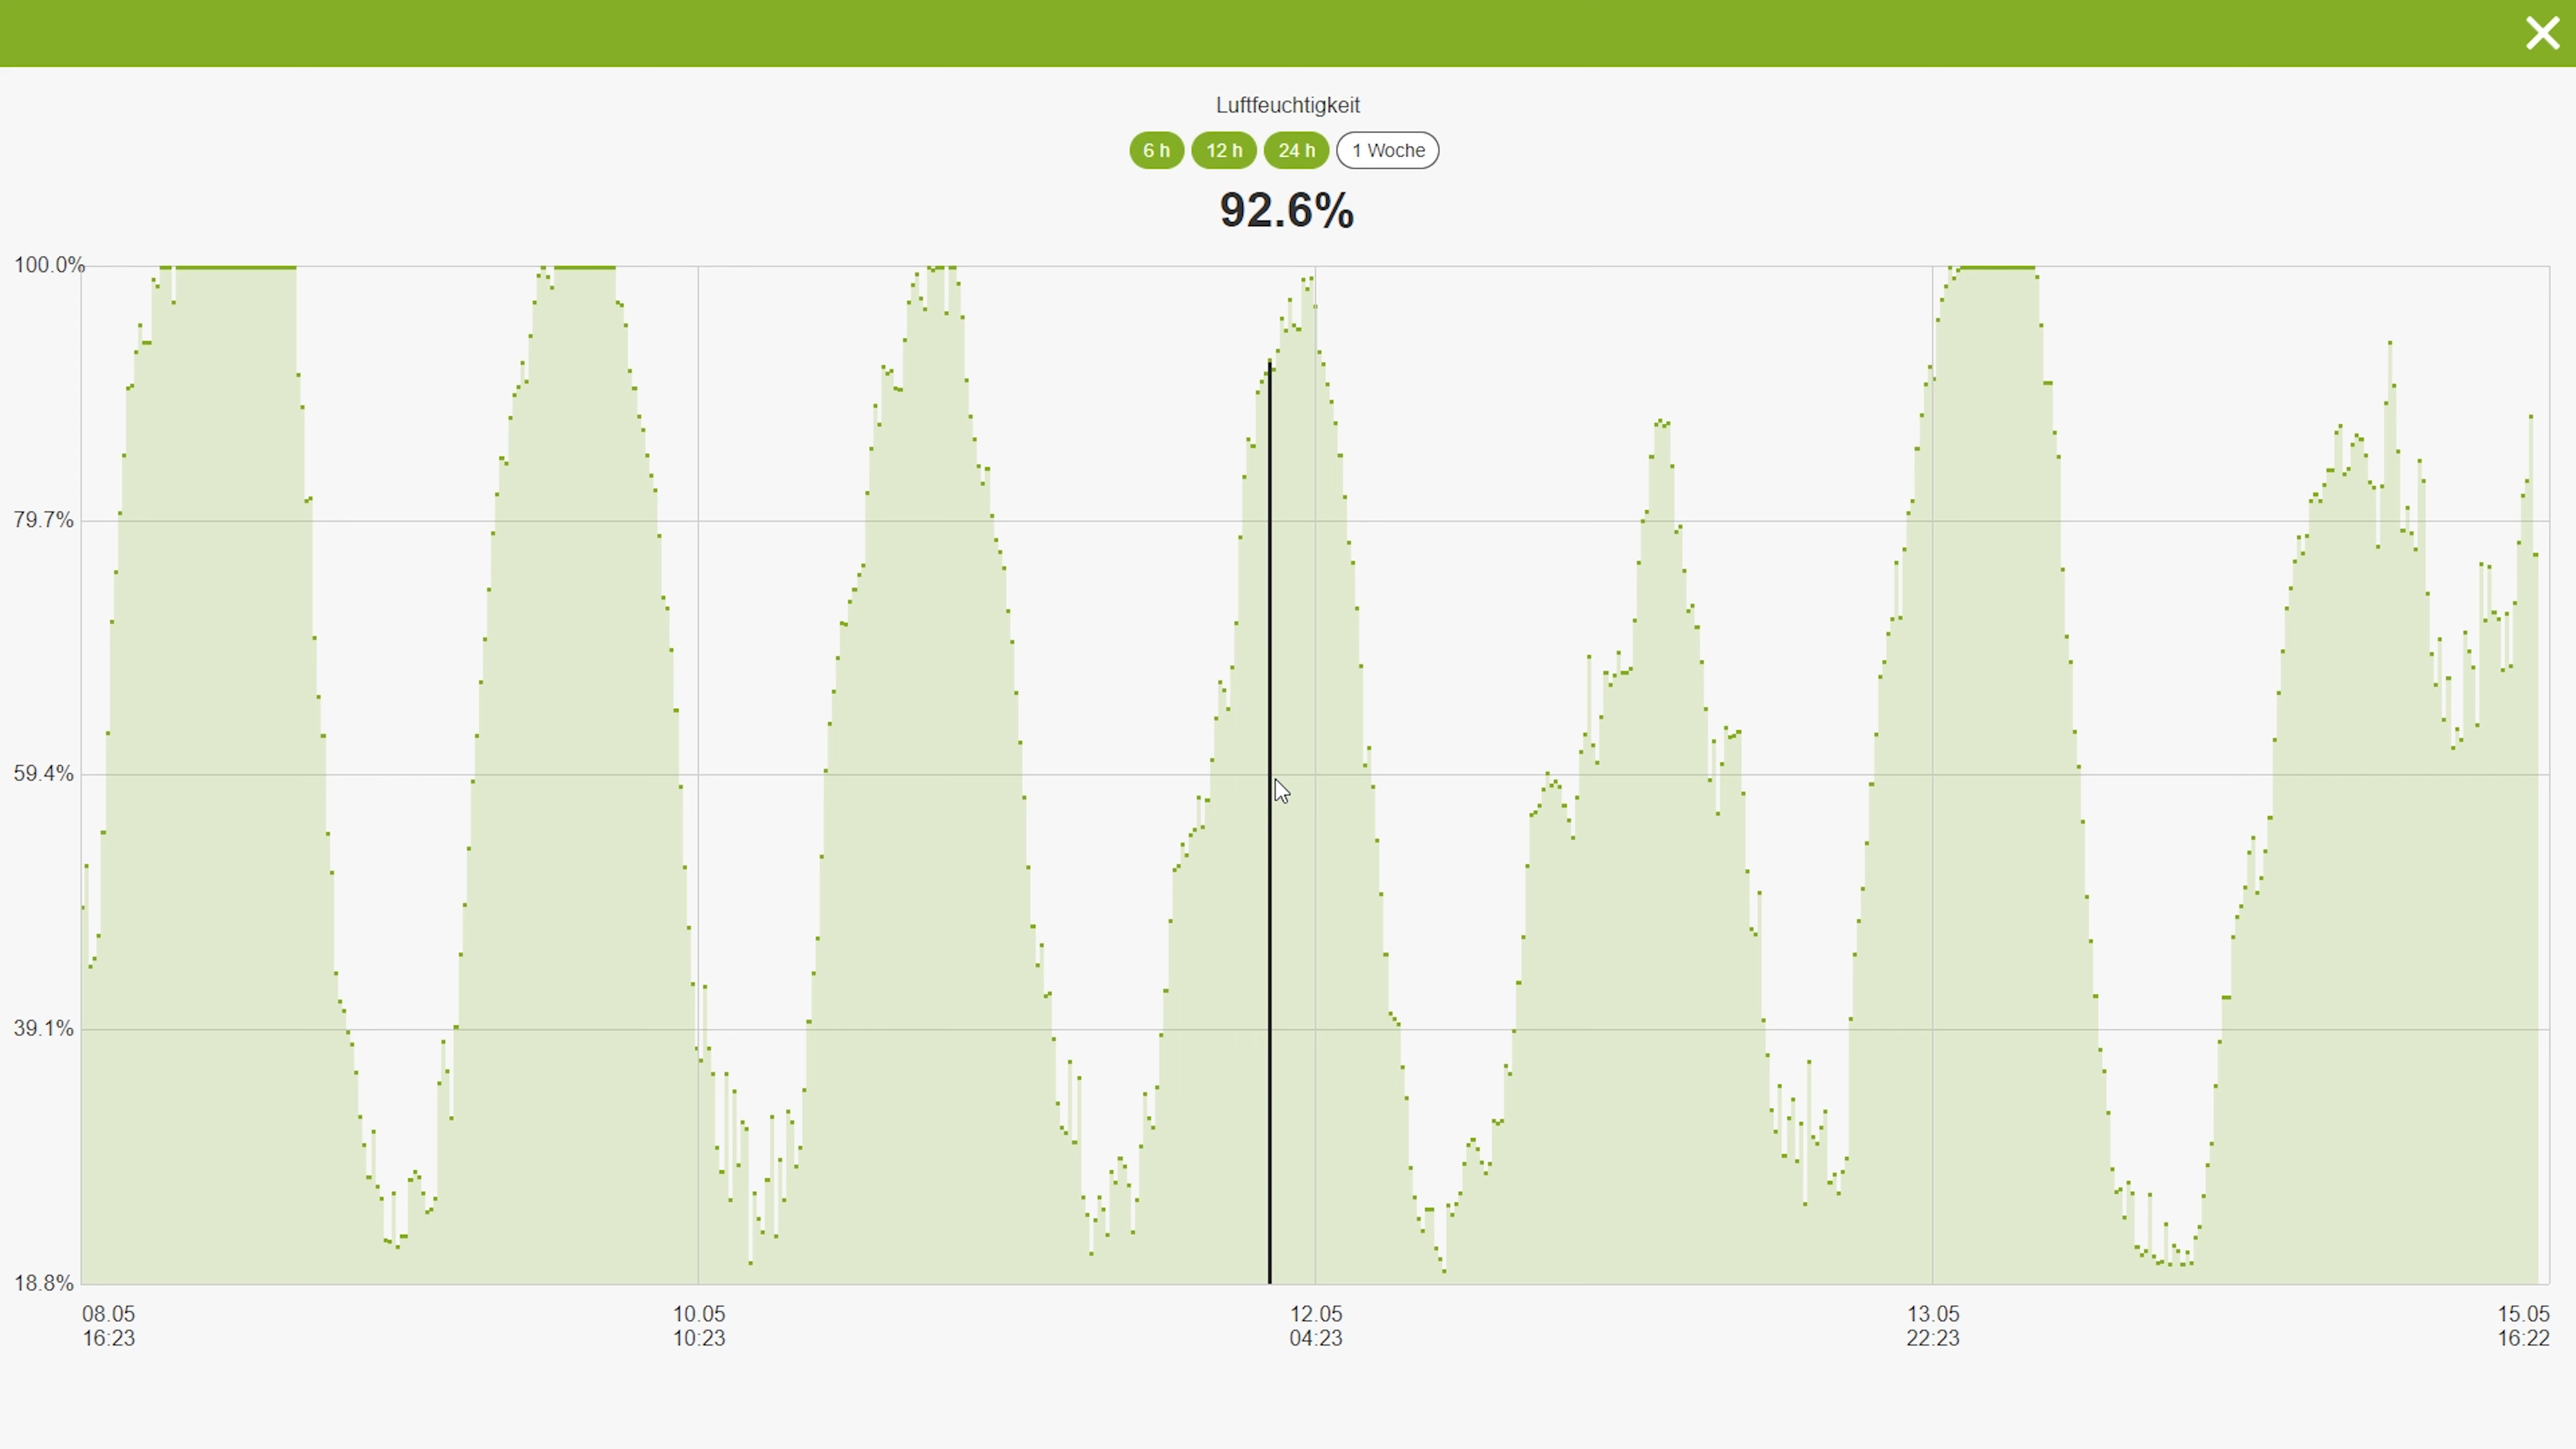 Luftfeuchtigkeit
6 h 12 h 24 h 1 Woche
92.6%
100.0%
79.7%
59.4%
39.1%
18.8%
08.05 10.05 12.05 13.05 15.05
16:23 10:23 04:23 22:23 16:22